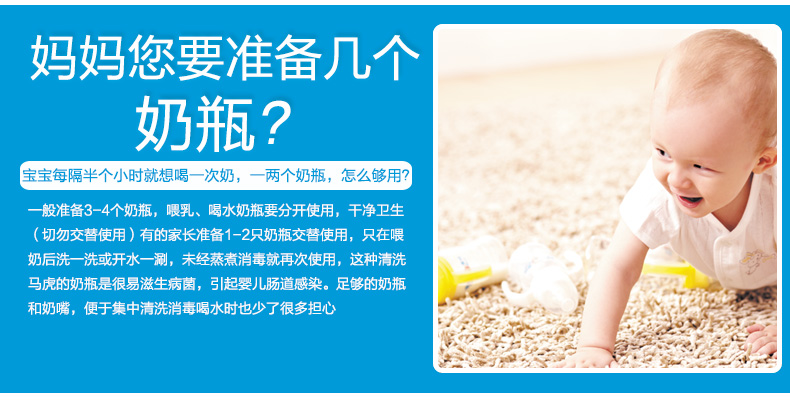 妈妈您要准备几个
奶瓶?
宝宝每隔半个小时就想喝一次奶，一两个奶瓶，怎么够用?
一般准备3-4个奶瓶，喂乳、喝水奶瓶要分开使用，干净卫生
（切勿交替使用）有的家长准备1-2只奶瓶交替使用，只在喂
奶后洗一洗或开水一涮，未经蒸煮消毒就再次使用，这种清洗
马虎的奶瓶是很易滋生病菌，引起婴儿肠道感染。足够的奶瓶
和奶嘴，便于集中清洗消毒喝水时也少了很多担心